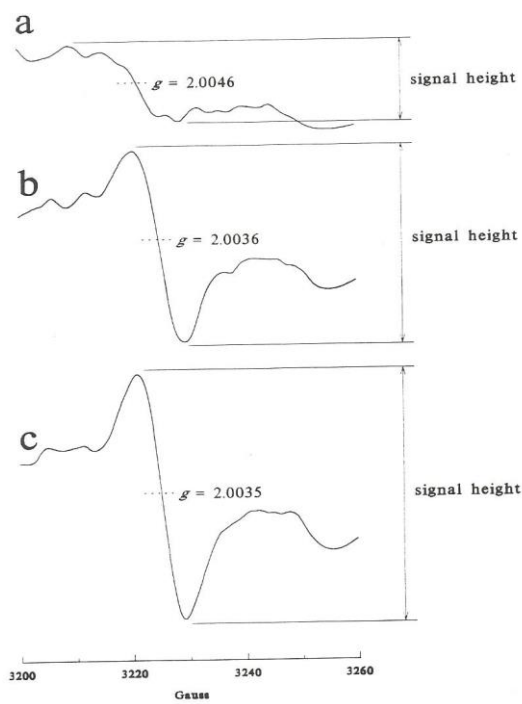 a
g = 2.0046
signal height
b
g = 2.0036
signal height
c
g = 2.0035
signal height
3200 3220 3240 3260
Gauss